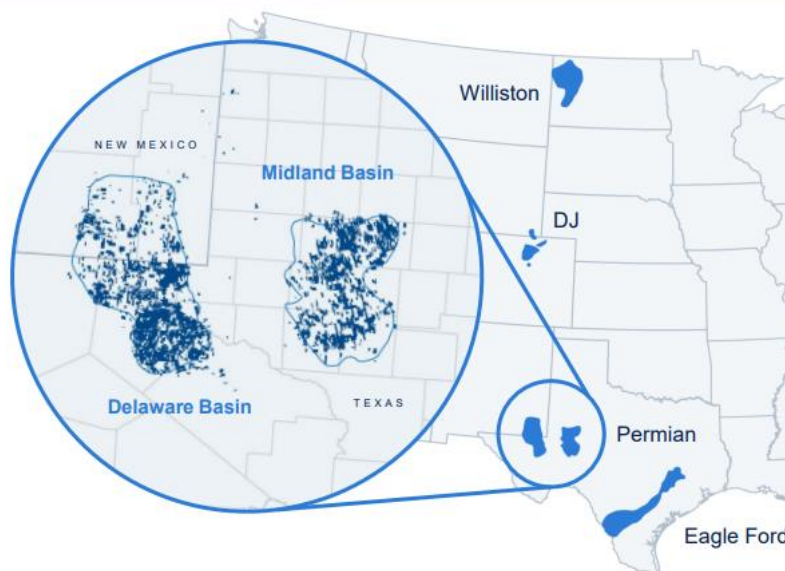 Williston
NEW MEXICO
Midland Basin
DJ
Delaware Basin
TEXAS
Permian
Eagle Ford